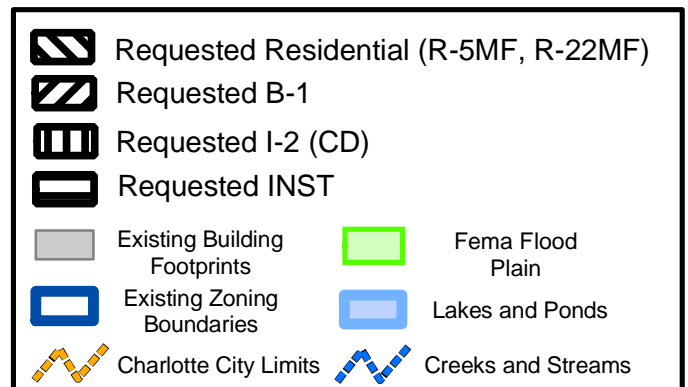 Requested Residential (R-5MF, R-22MF)
Requested B-1
Requested I-2 (CD)
Requested INST
Existing Building
Footprints
Fema Flood
Plain
Existing Zoning
Boundaries
Lakes and Ponds
Charlotte City Limits
Creeks and Streams